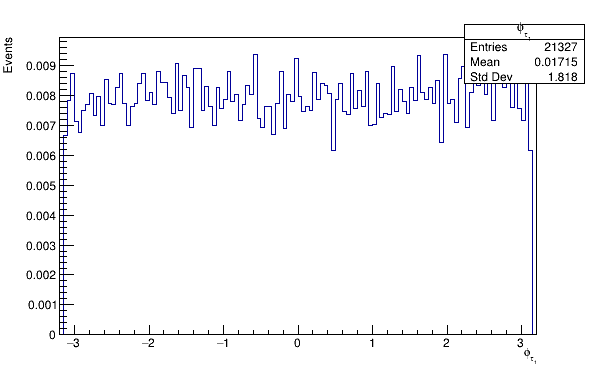 ϕτ1
Entries 21327
Mean 0.01715
Std Dev 1.818
Events
0.009
0.008
0.007
0.006
0.005
0.004
0.003
0.002
0.001
0
−3 −2 −1 0 1 2 3
ϕτ1